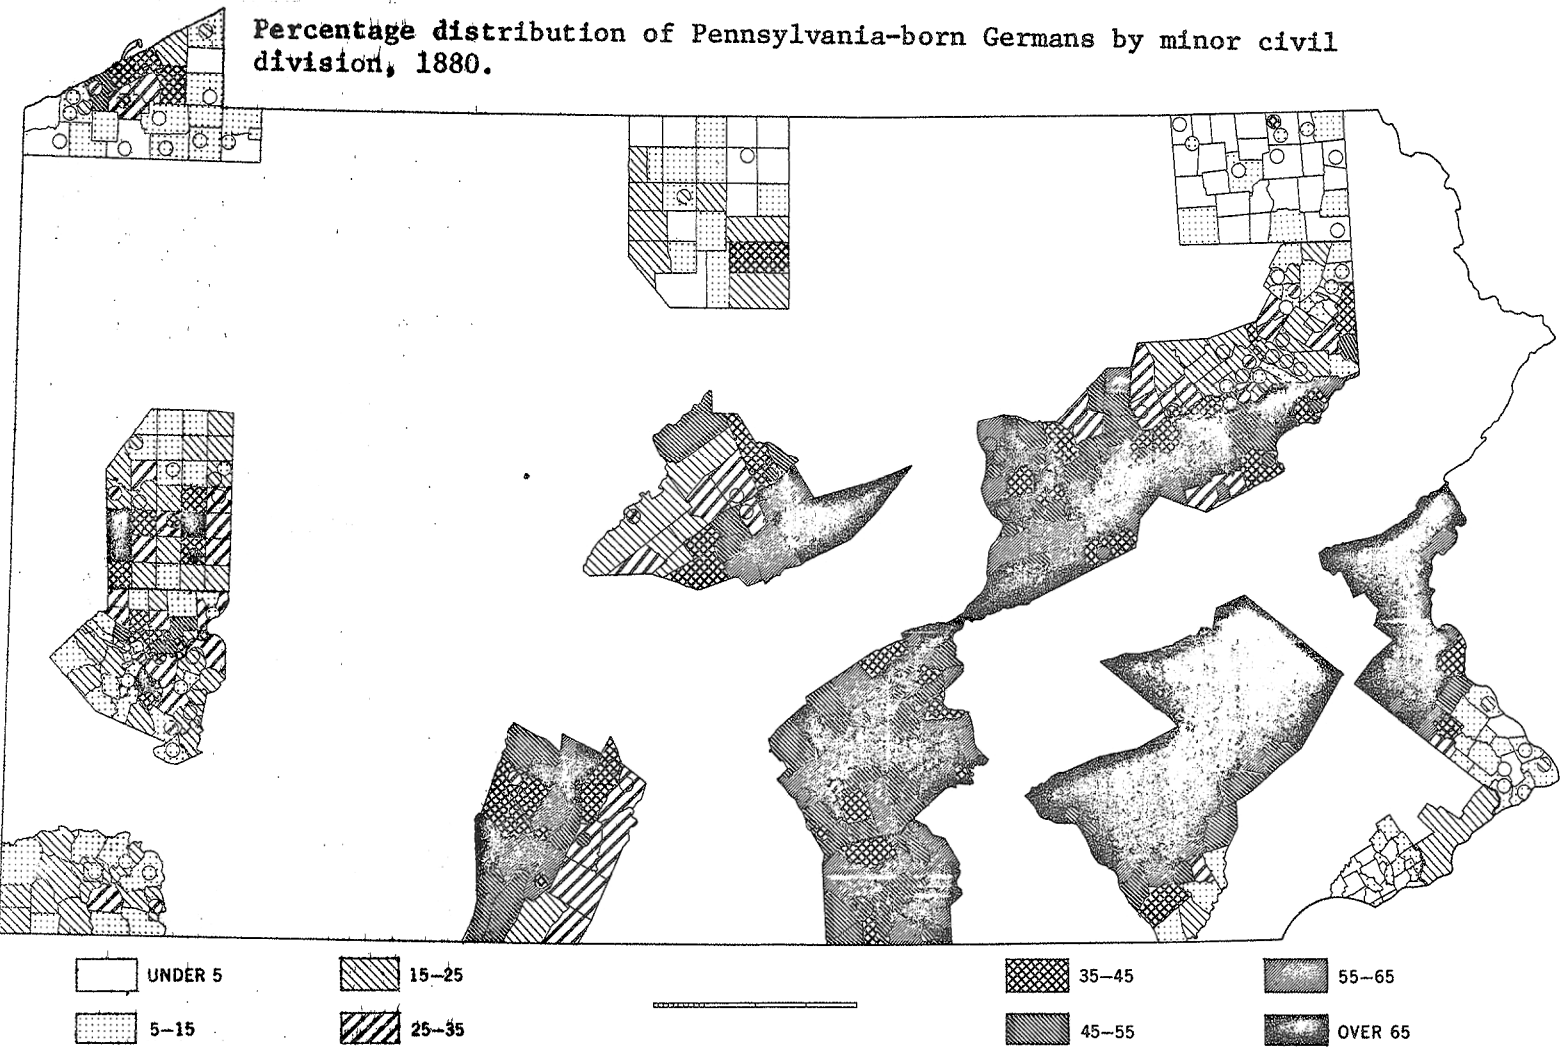 Percentage distribution of Pennsylvania-born Germans by minor civil
division, 1880.
UNDER 5
15–25
35–45
55–65
5–15
25–35
45–55
OVER 65